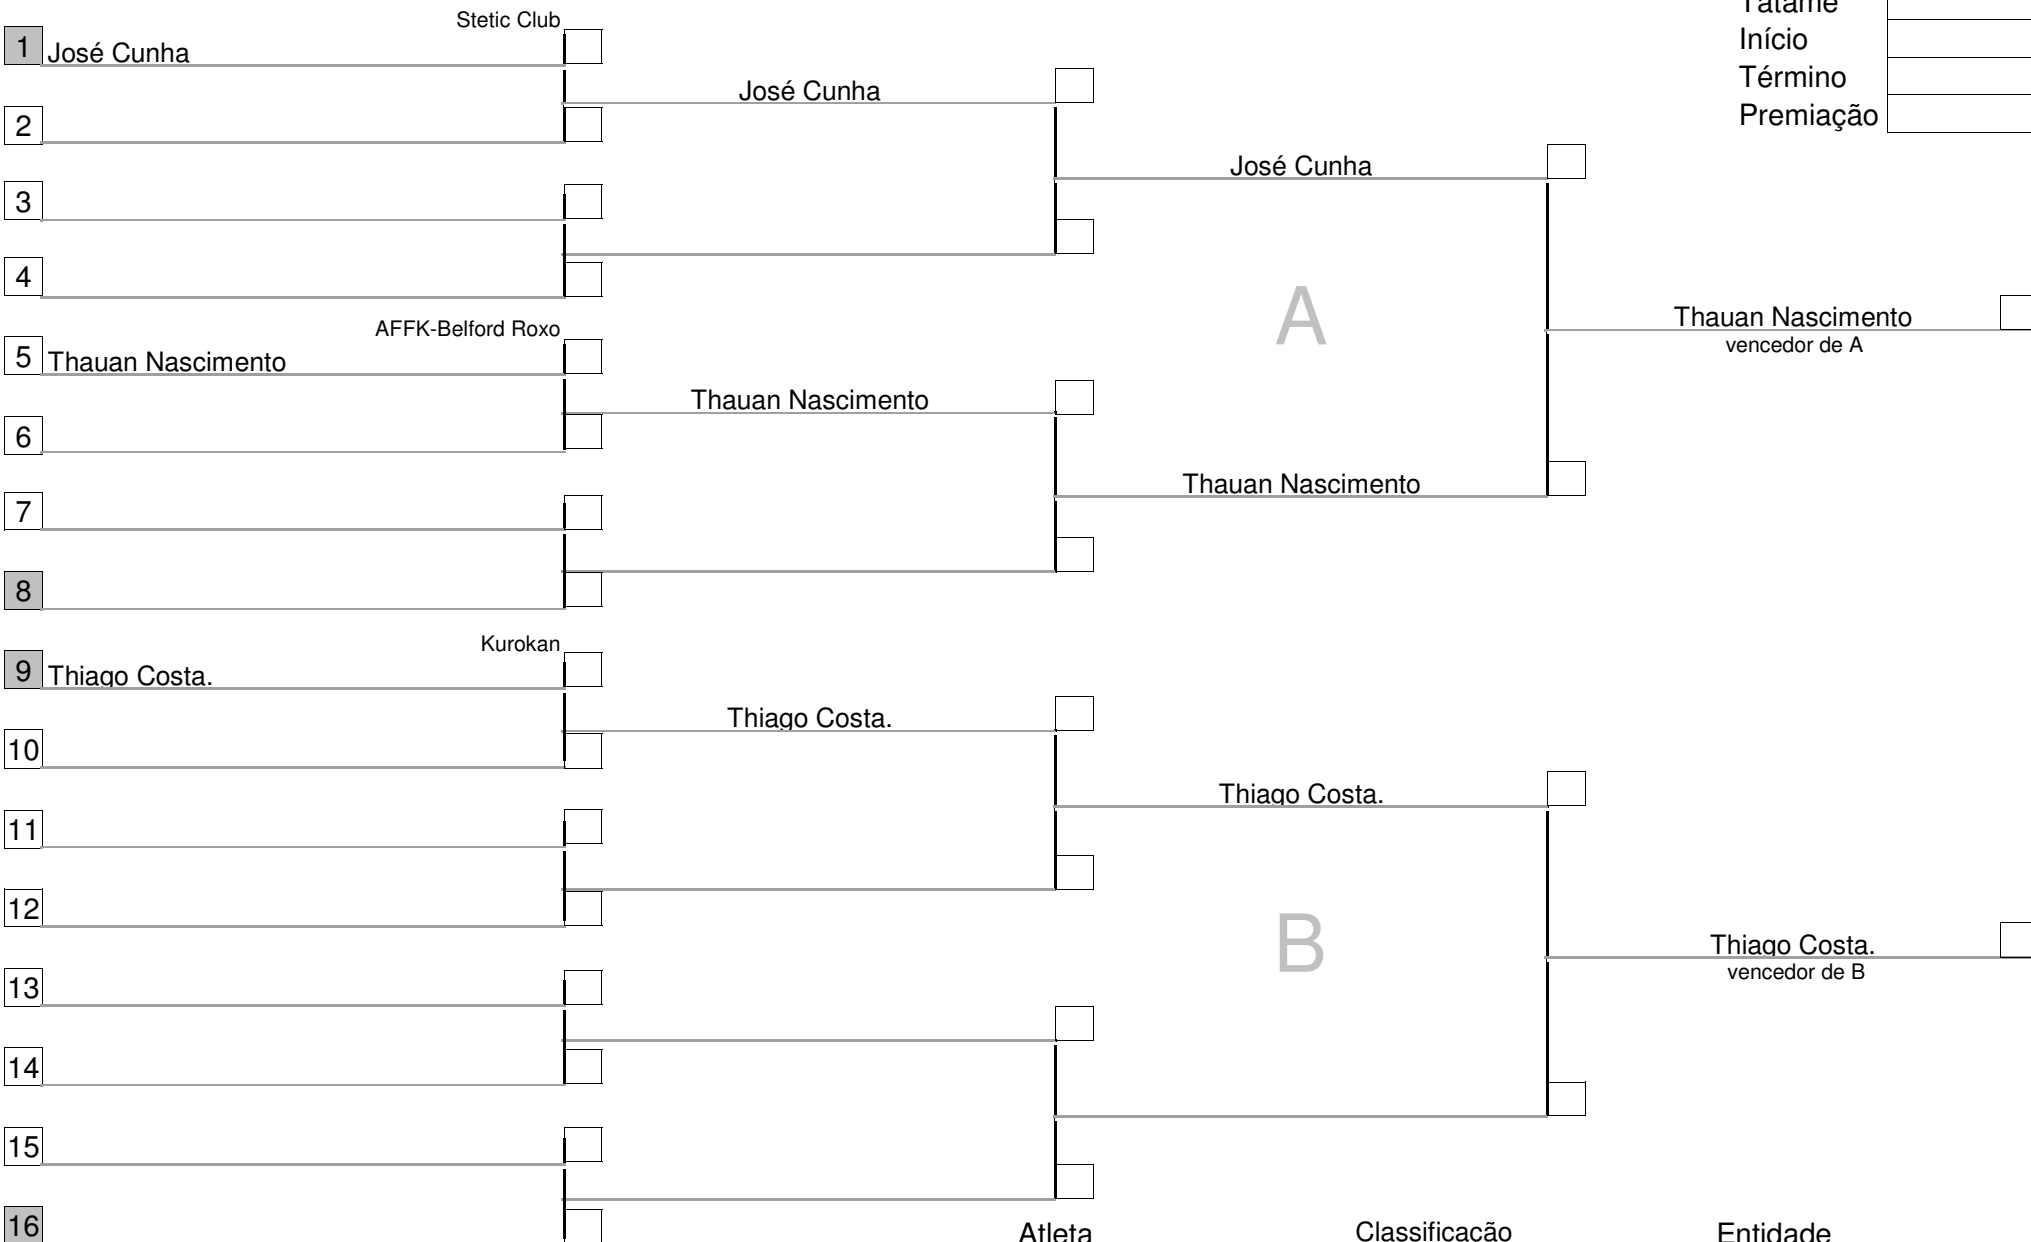 Tatame
Stetic Club
1 José Cunha
Início
Término
José Cunha
Premiação
2
José Cunha
3
4
A
Thauan Nascimento
vencedor de A
AFFK-Belford Roxo
5 Thauan Nascimento
Thauan Nascimento
6
Thauan Nascimento
7
8
Kurokan
9 Thiago Costa.
Thiago Costa.
10
Thiago Costa.
11
12
B
Thiago Costa.
vencedor de B
13
14
15
16
Atleta Classificação Entidade